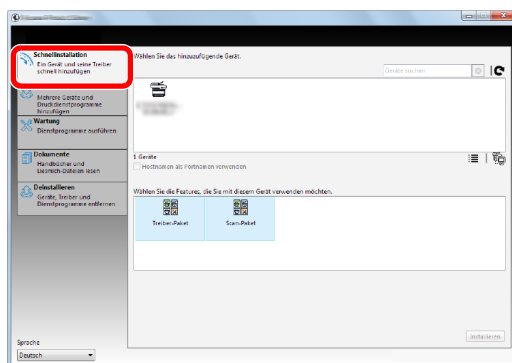 Schnellinstallation
Ein Gerät und seine Treiber
schnell hinzufügen
Mehrere Geräte und
Druckdienstprogramme
hinzufügen
Wartung
Dienstprogramme ausführen
Dokumente
Handbücher und
Liesmich-Dateien lesen
Deinstallieren
Geräte, Treiber und
Dienstprogramme entfernen
Sprache
Deutsch
Wählen Sie das hinzuzufügende Gerät.
Geräte suchen
1 Geräte
Hostnamen als Portnamen verwenden
Wählen Sie die Features, die Sie mit diesem Gerät verwenden möchten.
Treiber-Paket
Scan-Paket
Installieren